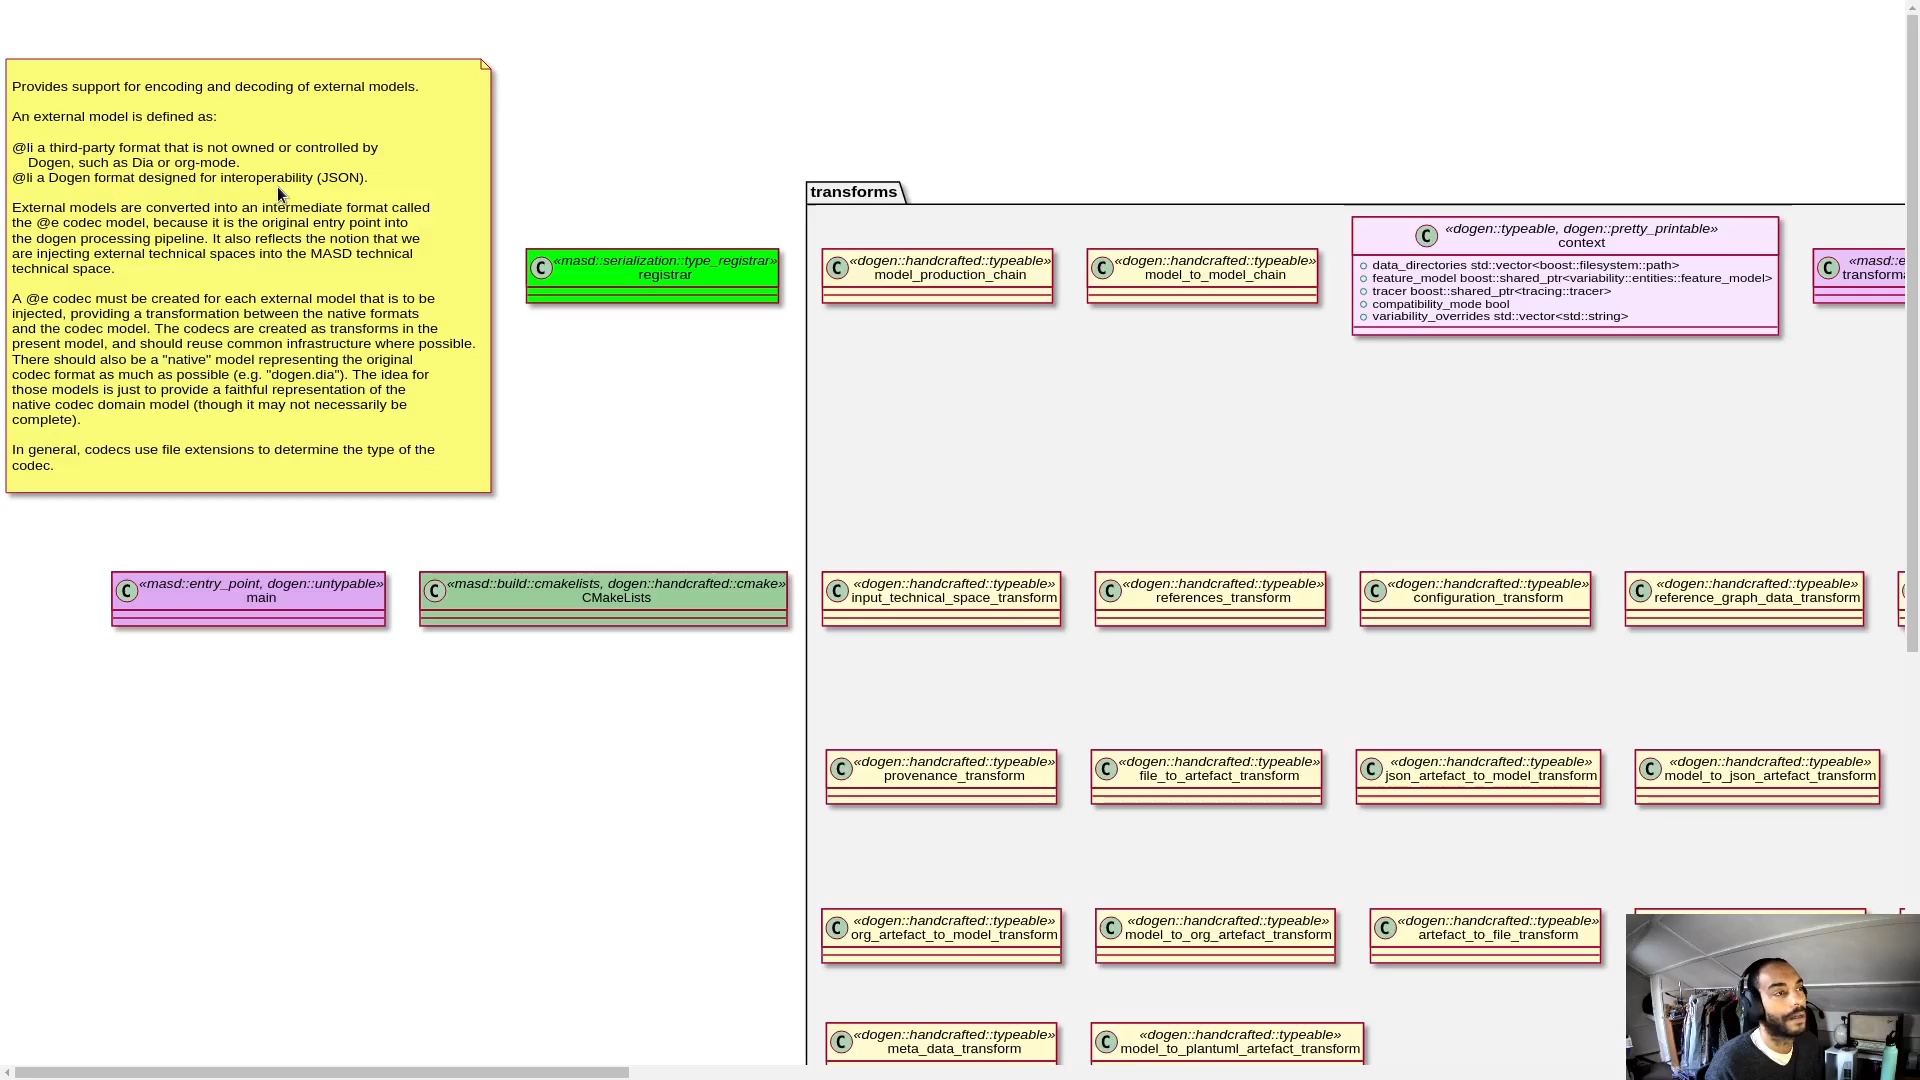 Provides support for encoding and decoding of external models.
An external model is defined as:
@li a third-party format that is not owned or controlled by
Dogen, such as Dia or org-mode.
@li a Dogen format designed for interoperability (JSON).
External models are converted into an intermediate format called
the @e codec model, because it is the original entry point into
the dogen processing pipeline. It also reflects the notion that we
are injecting external technical spaces into the MASD technical
technical space.
A @e codec must be created for each external model that is to be
injected, providing a transformation between the native formats
and the codec model. The codecs are created as transforms in the
present model, and should reuse common infrastructure where possible.
There should also be a "native" model representing the original
codec format as much as possible (e.g. "dogen.dia"). The idea for
those models is just to provide a faithful representation of the
native codec domain model (though it may not necessarily be
complete).
In general, codecs use file extensions to determine the type of the
codec.
C «masd::serialization::type_registrar»
registrar
transforms
C «dogen::handcrafted::typeable»
model_production_chain
C «dogen::handcrafted::typeable»
model_to_model_chain
C «dogen::typeable, dogen::pretty_printable»
context
data_directories std::vector<boost::filesystem::path>
feature_model boost::shared_ptr<variability::entities::feature_model>
tracer boost::shared_ptr<tracing::tracer>
compatibility_mode bool
variability_overrides std::vector<std::string>
C «masd::e
transforma
C «masd::entry_point, dogen::untypable»
main
C «masd::build::cmakelists, dogen::handcrafted::cmake»
CMakeLists
C «dogen::handcrafted::typeable»
input_technical_space_transform
C «dogen::handcrafted::typeable»
references_transform
C «dogen::handcrafted::typeable»
configuration_transform
C «dogen::handcrafted::typeable»
reference_graph_data_transform
C «dogen::handcrafted::typeable»
provenance_transform
C «dogen::handcrafted::typeable»
file_to_artefact_transform
C «dogen::handcrafted::typeable»
json_artefact_to_model_transform
C «dogen::handcrafted::typeable»
model_to_json_artefact_transform
C «dogen::handcrafted::typeable»
org_artefact_to_model_transform
C «dogen::handcrafted::typeable»
model_to_org_artefact_transform
C «dogen::handcrafted::typeable»
artefact_to_file_transform
C «dogen::handcrafted::typeable»
meta_data_transform
C «dogen::handcrafted::typeable»
model_to_plantuml_artefact_transform